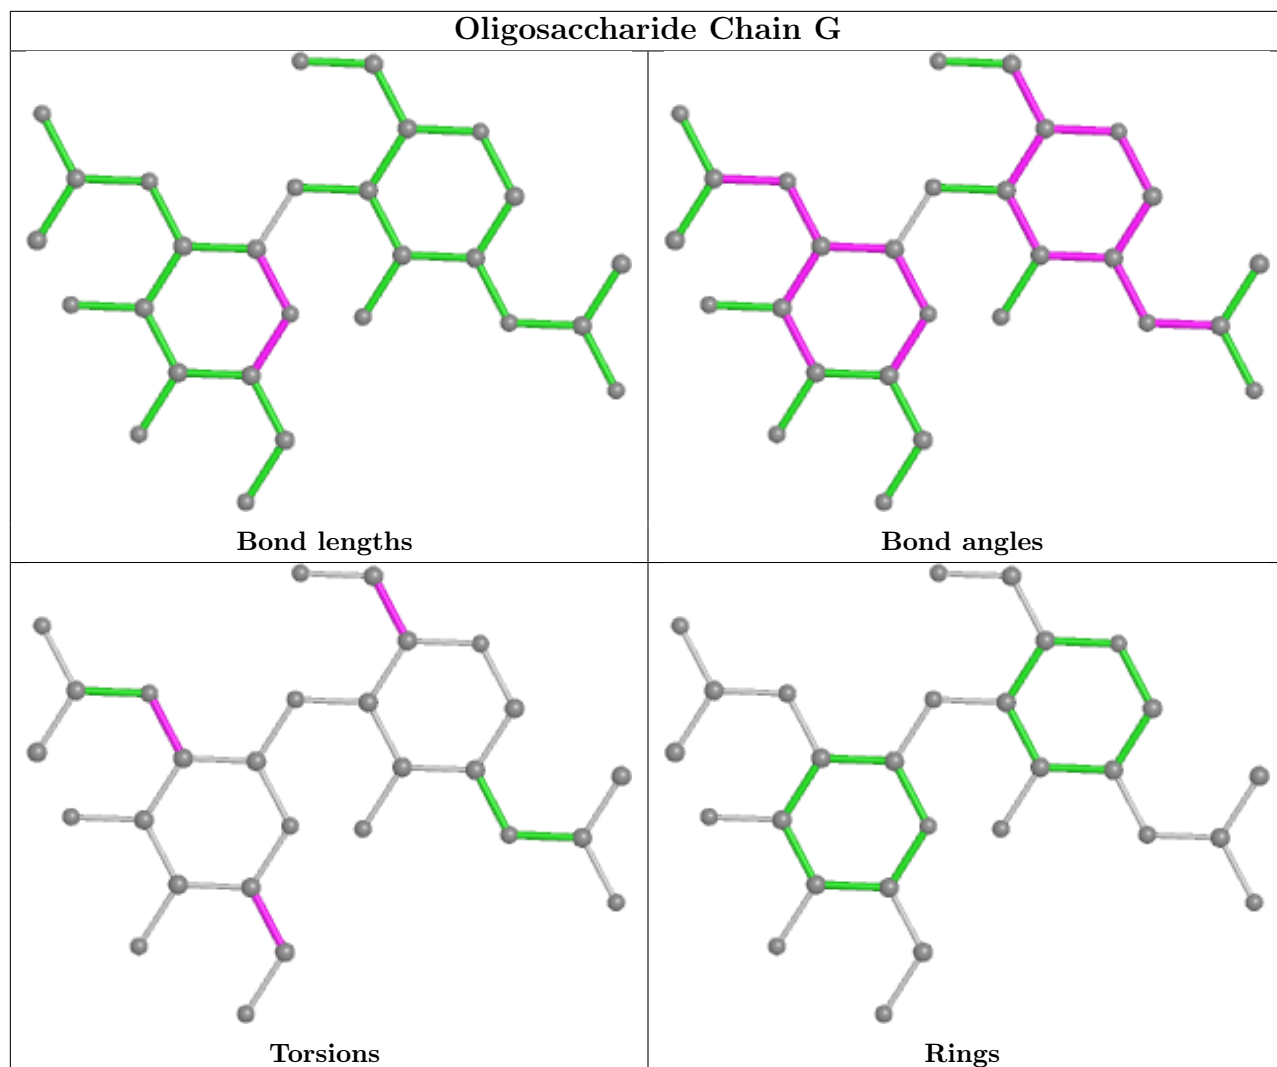 Oligosaccharide Chain G
Bond lengths
Bond angles
Torsions
Rings